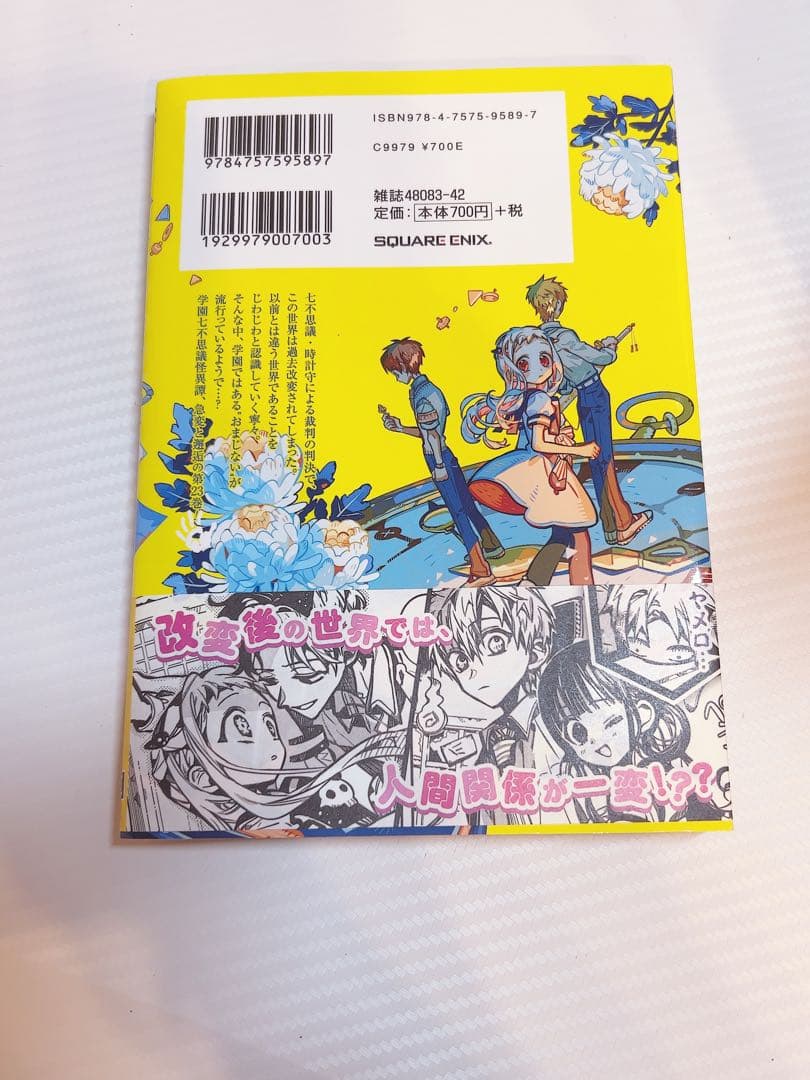 ISBN978-4-7575-9589-7
C9979 ¥700E
9784757595897
雑誌48083-42
定価:本体700円+税
1929979007003
SQUARE ENIX.
七不思議・時計守による裁判の判決で、
この世界は過去改変されてしまった。
以前とは違う世界であることを
じわじわと認識していく寧々。
そんな中、学園ではある“おまじない”が
流行っているようで…?
学園七不思議怪異譚、急変と邂逅の第23巻
ヤメロ…
改変後の世界では、
人間関係が一変!??